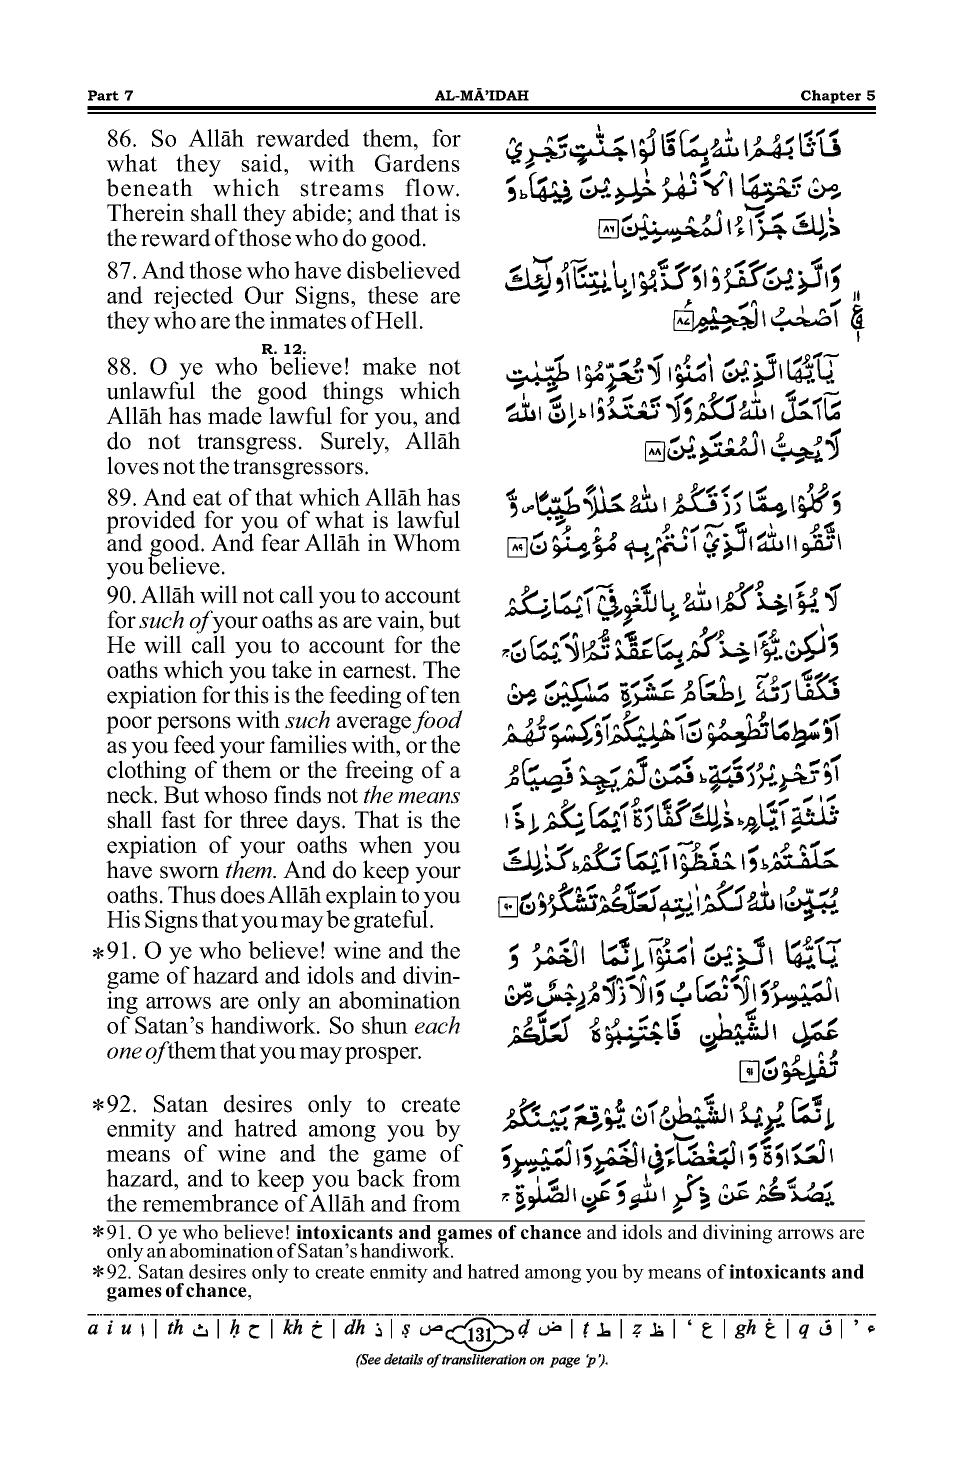 Part 7 AL-MĀ’IDAH Chapter 5
86. So Allāh rewarded them, for
what they said, with Gardens
beneath which streams flow.
Therein shall they abide; and that is
the reward of those who do good.
87. And those who have disbelieved
and rejected Our Signs, these are
they who are the inmates of Hell.
R. 12.
88. O ye who believe! make not
unlawful the good things which
Allāh has made lawful for you, and
do not transgress. Surely, Allāh
loves not the transgressors.
89. And eat of that which Allāh has
provided for you of what is lawful
and good. And fear Allāh in Whom
you believe.
90. Allāh will not call you to account
for such of your oaths as are vain, but
He will call you to account for the
oaths which you take in earnest. The
expiation for this is the feeding of ten
poor persons with such average food
as you feed your families with, or the
clothing of them or the freeing of a
neck. But whoso finds not the means
shall fast for three days. That is the
expiation of your oaths when you
have sworn them. And do keep your
oaths. Thus does Allāh explain to you
His Signs that you may be grateful.
*91. O ye who believe! wine and the
game of hazard and idols and divin-
ing arrows are only an abomination
of Satan’s handiwork. So shun each
one of them that you may prosper.
*92. Satan desires only to create
enmity and hatred among you by
means of wine and the game of
hazard, and to keep you back from
the remembrance of Allāh and from
فَاَثَابَهُمُ اللّٰهُ بِمَا قَالُوْا جَنّٰتٍ تَجْرِيْ
مِنْ تَحْتِهَا الْاَنْهٰرُ خٰلِدِيْنَ فِيْهَا ؕ وَ
ذٰلِكَ جَزَآءُ الْمُحْسِنِيْنَ ۸۶
وَالَّذِيْنَ كَفَرُوْا وَكَذَّبُوْا بِاٰيٰتِنَاۤ اُولٰٓئِكَ
اَصْحٰبُ الْجَحِيْمِ ۸۷
يٰۤاَيُّهَا الَّذِيْنَ اٰمَنُوْا لَا تُحَرِّمُوْا طَيِّبٰتِ
مَاۤ اَحَلَّ اللّٰهُ لَكُمْ وَلَا تَعْتَدُوْا ؕ اِنَّ اللّٰهَ
لَا يُحِبُّ الْمُعْتَدِيْنَ ۸۸
وَكُلُوْا مِمَّا رَزَقَكُمُ اللّٰهُ حَلٰلًا طَيِّبًا ۪ وَّ
اتَّقُوا اللّٰهَ الَّذِيْۤ اَنْتُمْ بِهٖ مُؤْمِنُوْنَ ۸۹
لَا يُؤَاخِذُكُمُ اللّٰهُ بِاللَّغْوِ فِيْۤ اَيْمَانِكُمْ
وَلٰكِنْ يُّؤَاخِذُكُمْ بِمَا عَقَّدْتُّمُ الْاَيْمَانَ ۚ
فَكَفَّارَتُهٗۤ اِطْعَامُ عَشَرَةِ مَسٰكِيْنَ مِنْ
اَوْسَطِ مَا تُطْعِمُوْنَ اَهْلِيْكُمْ اَوْ كِسْوَتُهُمْ
اَوْ تَحْرِيْرُ رَقَبَةٍ ؕ فَمَنْ لَّمْ يَجِدْ فَصِيَامُ
ثَلٰثَةِ اَيَّامٍ ؕ ذٰلِكَ كَفَّارَةُ اَيْمَانِكُمْ اِذَا
حَلَفْتُمْ ؕ وَاحْفَظُوْۤا اَيْمَانَكُمْ ؕ كَذٰلِكَ
يُبَيِّنُ اللّٰهُ لَكُمْ اٰيٰتِهٖ لَعَلَّكُمْ تَشْكُرُوْنَ ۹۰
يٰۤاَيُّهَا الَّذِيْنَ اٰمَنُوْۤا اِنَّمَا الْخَمْرُ وَ
الْمَيْسِرُ وَالْاَنْصَابُ وَالْاَزْلَامُ رِجْسٌ مِّنْ
عَمَلِ الشَّيْطٰنِ فَاجْتَنِبُوْهُ لَعَلَّكُمْ
تُفْلِحُوْنَ ۹۱
اِنَّمَا يُرِيْدُ الشَّيْطٰنُ اَنْ يُّوْقِعَ بَيْنَكُمُ
الْعَدَاوَةَ وَالْبَغْضَآءَ فِي الْخَمْرِ وَالْمَيْسِرِ وَ
يَصُدَّكُمْ عَنْ ذِكْرِ اللّٰهِ وَعَنِ الصَّلٰوةِ ۚ
*91. O ye who believe! intoxicants and games of chance and idols and divining arrows are
only an abomination of Satan’s handiwork.
*92. Satan desires only to create enmity and hatred among you by means of intoxicants and
games of chance,
a i u ا | th ث | ḥ ح | kh خ | dh ذ | ṣ ص 131 ḍ ض | ṭ ط | ẓ ظ | ‘ ع | gh غ | q ق | ’ ء
(See details of transliteration on page ‘p’).